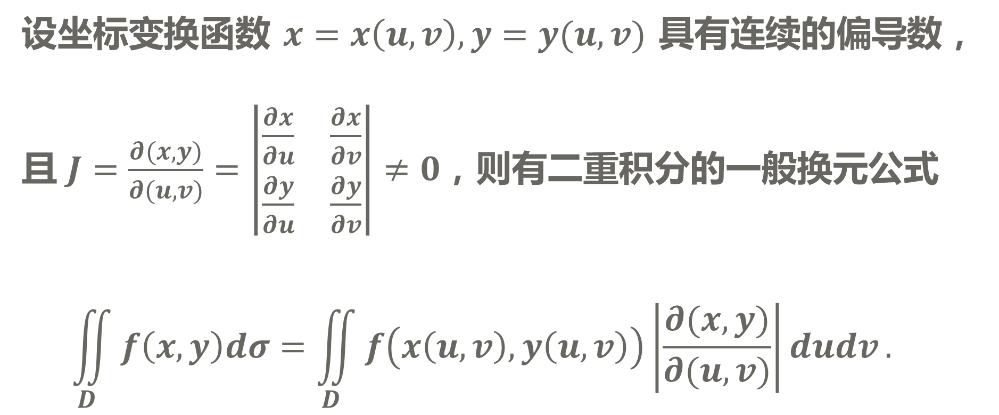 设坐标变换函数 x = x(u, v), y = y(u, v) 具有连续的偏导数，
且 J = ∂(x,y)/∂(u,v) = |∂x/∂u ∂x/∂v; ∂y/∂u ∂y/∂v| ≠ 0，则有二重积分的一般换元公式
∬_D f(x, y)dσ = ∬_D f(x(u, v), y(u, v)) |∂(x, y)/∂(u, v)| dudv.